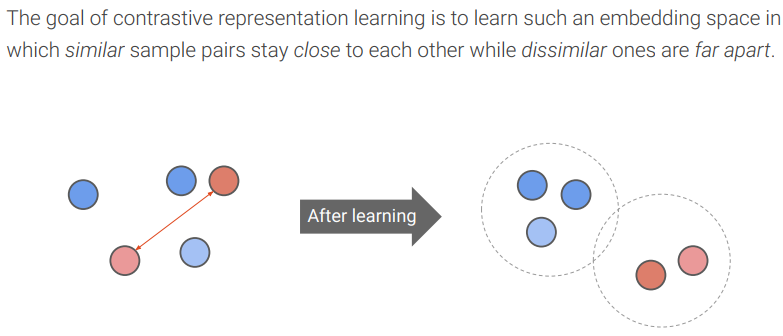 The goal of contrastive representation learning is to learn such an embedding space in
which similar sample pairs stay close to each other while dissimilar ones are far apart.
After learning